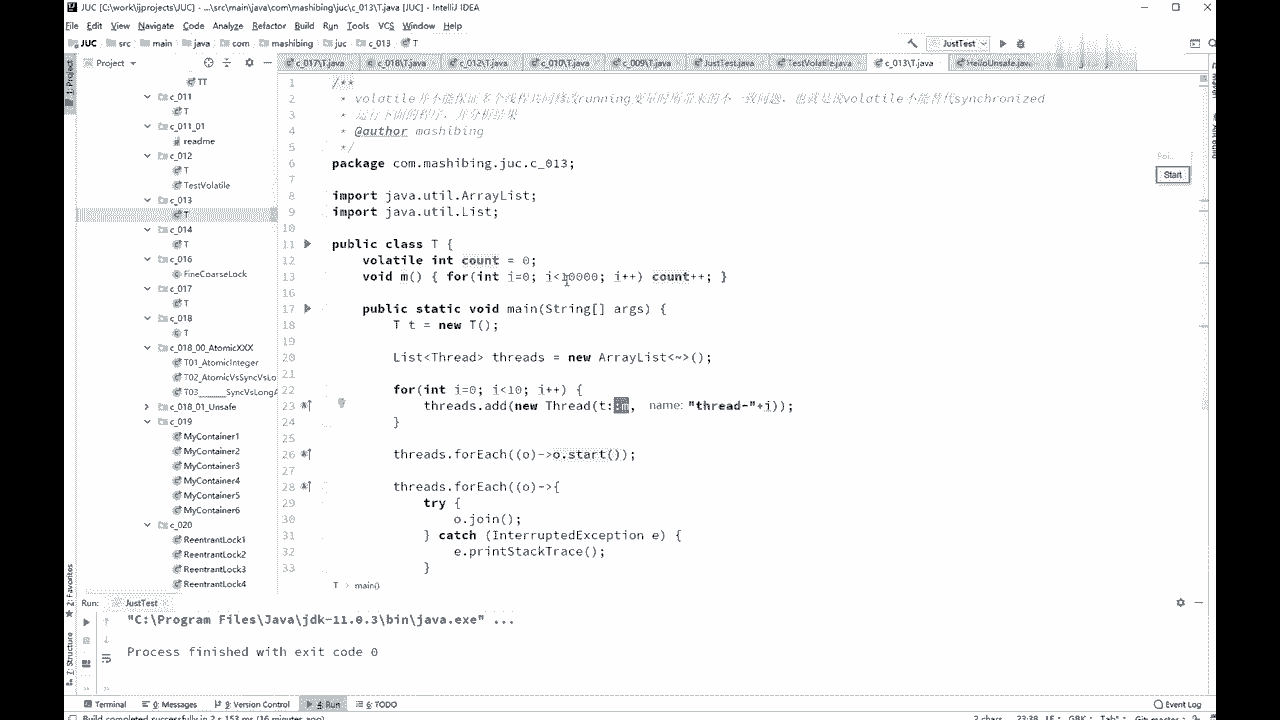 JUC [C:\work\ijprojects\JUC] - ...\src\main\java\com\mashibing\juc\c_013\T.java [JUC] - IntelliJ IDEA
File Edit View Navigate Code Analyze Refactor Build Run Tools VCS Window Help
JUC src main java com mashibing juc c_013 T JustTest
Project
c_017\T.java c_018\T.java c_012\T.java c_010\T.java c_009\T.java JustTest.java TestVolatile.java c_013\T.java HelloUnsafe.java
TT
c_011
T
c_011_01
readme
c_012
T
TestVolatile
c_013
T
c_014
T
c_016
FineCoarseLock
c_017
T
c_018
T
c_018_00_AtomicXXX
T01_AtomicInteger
T02_AtomicVsSyncVsLo
T03______SyncVsLongA
c_018_01_Unsafe
c_019
MyContainer1
MyContainer2
MyContainer3
MyContainer4
MyContainer5
MyContainer6
c_020
ReentrantLock1
ReentrantLock2
ReentrantLock3
ReentrantLock4
1 /**
2 * volatile并不能保证多个线程共同修改running变量时所带来的不一致问题，也就是说volatile不能替代synchronized
3 * 运行下面的程序，并分析结果
4 * @author mashibing
5 */
6 package com.mashibing.juc.c_013;
7
8 import java.util.ArrayList;
9 import java.util.List;
10
11 public class T {
12 volatile int count = 0;
13 void m() { for(int i=0; i<10000; i++) count++; }
16
17 public static void main(String[] args) {
18 T t = new T();
19
20 List<Thread> threads = new ArrayList<~>();
21
22 for(int i=0; i<10; i++) {
23 threads.add(new Thread(t::m, name: "thread-"+i));
24 }
25
26 threads.forEach((o)->o.start());
27
28 threads.forEach((o)->{
29 try {
30 o.join();
31 } catch (InterruptedException e) {
32 e.printStackTrace();
33 }
T > main()
Start
1: Project
2: Favorites
7: Structure
Run: JustTest
"C:\Program Files\Java\jdk-11.0.3\bin\java.exe" ...
Process finished with exit code 0
Terminal 0: Messages 9: Version Control 4: Run 6: TODO Event Log
Build completed successfully in 2 s 153 ms (16 minutes ago) 2 chars 23:38 LF GBK